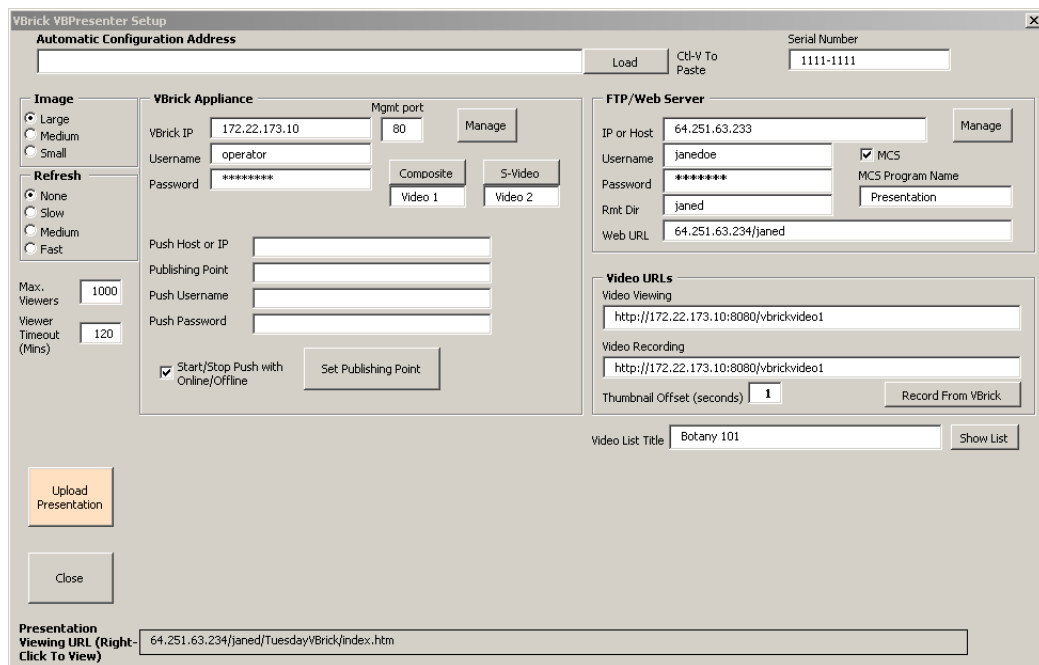 VBrick VBPresenter Setup
Automatic Configuration Address
Load
Ctl-V To
Paste
Serial Number
1111-1111
Image
Large
Medium
Small
Refresh
None
Slow
Medium
Fast
Max.
Viewers
1000
Viewer
Timeout
(Mins)
120
VBrick Appliance
Mgmt port
VBrick IP 172.22.173.10 80 Manage
Username operator
Password ********
Composite S-Video
Video 1 Video 2
Push Host or IP
Publishing Point
Push Username
Push Password
Start/Stop Push with
Online/Offline
Set Publishing Point
FTP/Web Server
IP or Host 64.251.63.233 Manage
Username janedoe MCS
Password *******
MCS Program Name
Presentation
Rmt Dir janed
Web URL 64.251.63.234/janed
Video URLs
Video Viewing
http://172.22.173.10:8080/vbrickvideo1
Video Recording
http://172.22.173.10:8080/vbrickvideo1
Thumbnail Offset (seconds) 1 Record From VBrick
Video List Title Botany 101 Show List
Upload
Presentation
Close
Presentation
Viewing URL (Right-
Click To View)
64.251.63.234/janed/TuesdayVBrick/index.htm